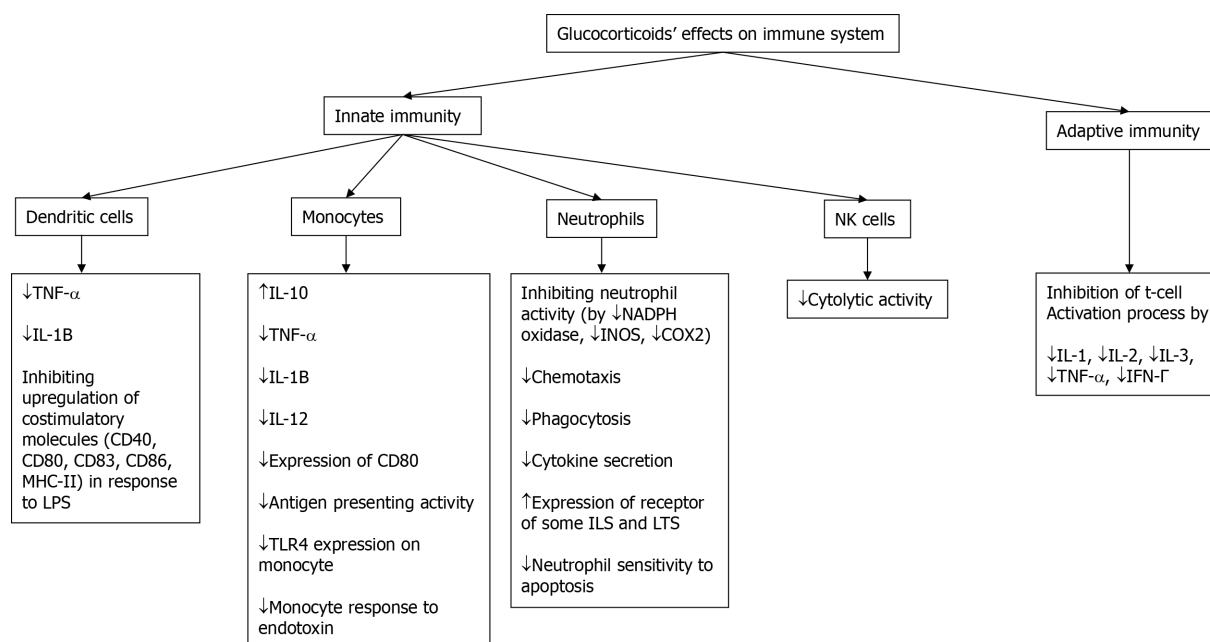 Glucocorticoids' effects on immune system
Innate immunity
Adaptive immunity
Dendritic cells
Monocytes
Neutrophils
NK cells
↓TNF-α
↓IL-1B
Inhibiting
upregulation of
costimulatory
molecules (CD40,
CD80, CD83, CD86,
MHC-II) in response
to LPS
↑IL-10
↓TNF-α
↓IL-1B
↓IL-12
↓Expression of CD80
↓Antigen presenting activity
↓TLR4 expression on
monocyte
↓Monocyte response to
endotoxin
Inhibiting neutrophil
activity (by ↓NADPH
oxidase, ↓INOS, ↓COX2)
↓Chemotaxis
↓Phagocytosis
↓Cytokine secretion
↑Expression of receptor
of some ILS and LTS
↓Neutrophil sensitivity to
apoptosis
↓Cytolytic activity
Inhibition of t-cell
Activation process by
↓IL-1, ↓IL-2, ↓IL-3,
↓TNF-α, ↓IFN-Γ